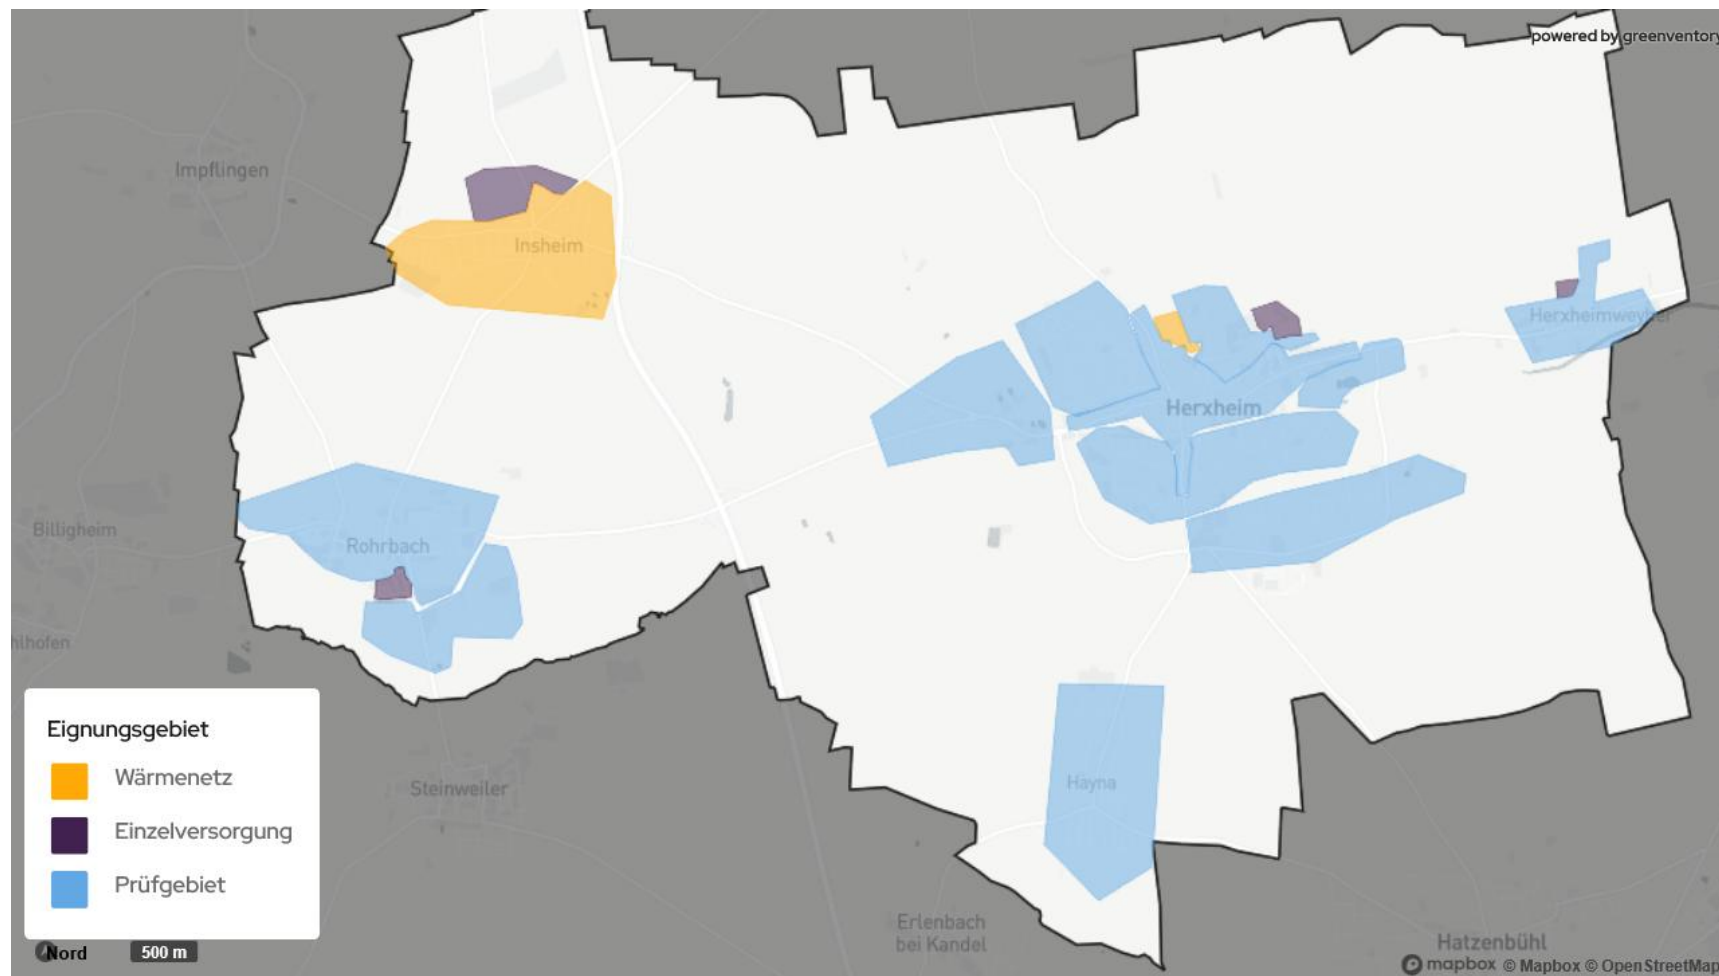 powered by greenventory
Impflingen
Insheim
Herxheimweyher
Herxheim
Billigheim
Rohrbach
hlhofen
Eignungsgebiet
Wärmenetz
Einzelversorgung
Prüfgebiet
Steinweiler
Hayna
Erlenbach
bei Kandel
Hatzenbühl
Nord
500 m
mapbox © Mapbox © OpenStreetMap